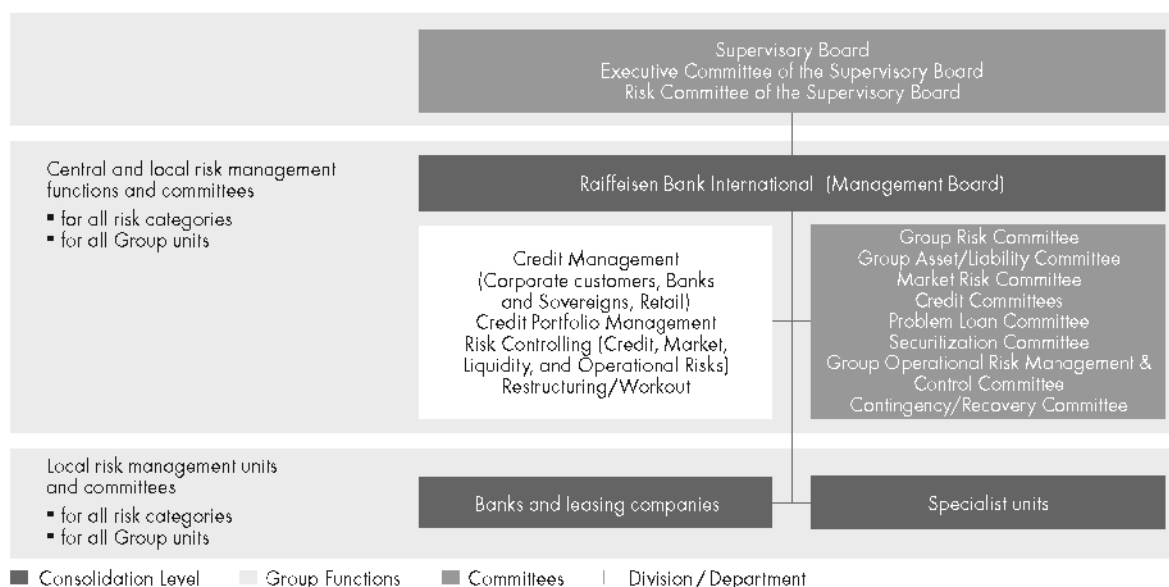 Supervisory Board
Executive Committee of the Supervisory Board
Risk Committee of the Supervisory Board
Central and local risk management
functions and committees
▪ for all risk categories
▪ for all Group units
Raiffeisen Bank International (Management Board)
Credit Management
(Corporate customers, Banks
and Sovereigns, Retail)
Credit Portfolio Management
Risk Controlling (Credit, Market,
Liquidity, and Operational Risks)
Restructuring/Workout
Group Risk Committee
Group Asset/Liability Committee
Market Risk Committee
Credit Committees
Problem Loan Committee
Securitization Committee
Group Operational Risk Management &
Control Committee
Contingency/Recovery Committee
Local risk management units
and committees
▪ for all risk categories
▪ for all Group units
Banks and leasing companies
Specialist units
Consolidation Level
Group Functions
Committees
Division/Department